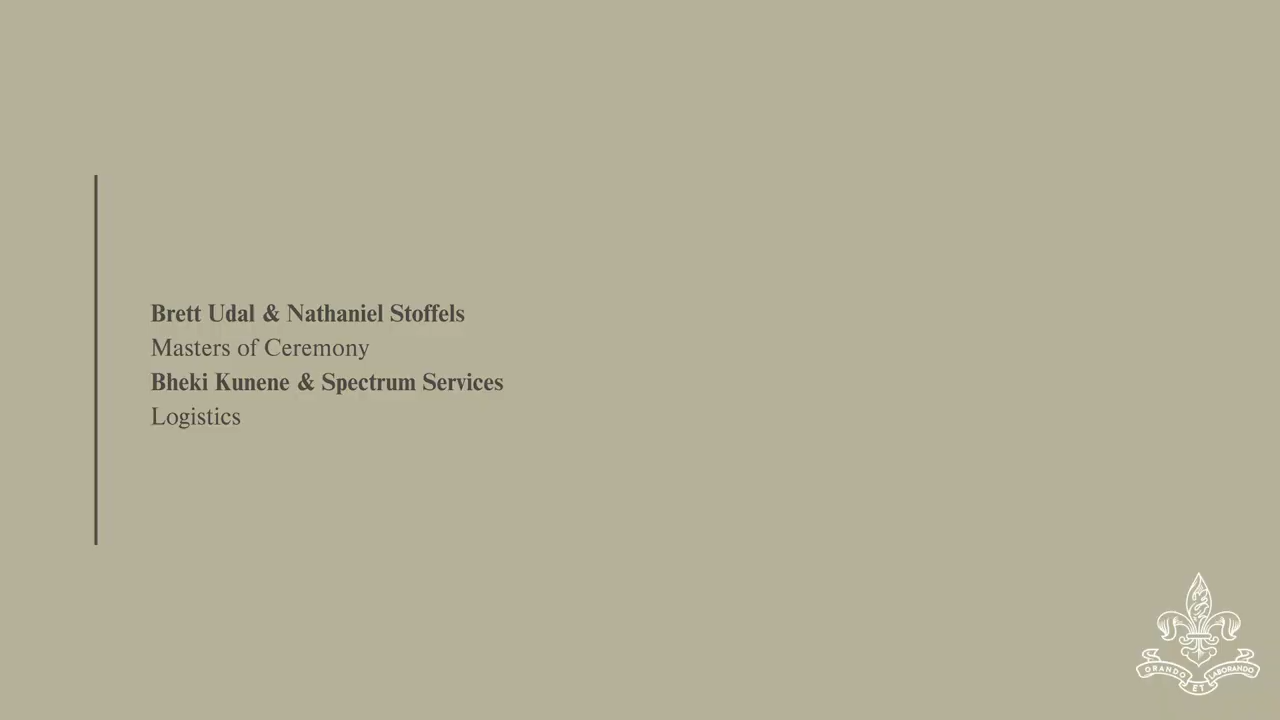 Brett Udal & Nathaniel Stoffels
Masters of Ceremony
Bheki Kunene & Spectrum Services
Logistics
ORANDO ET LABORANDO